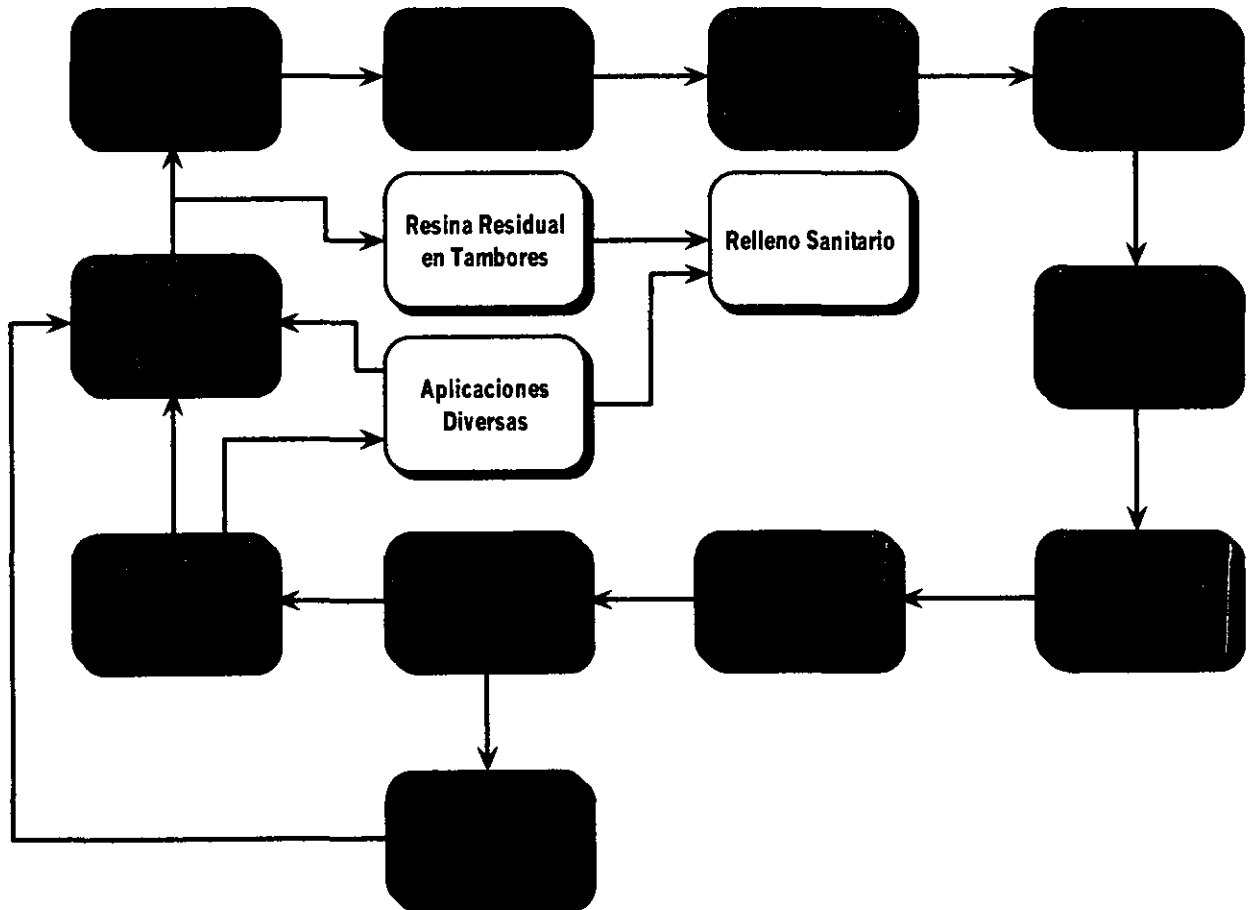 Resina Residual
en Tambores
Relleno Sanitario
Aplicaciones
Diversas